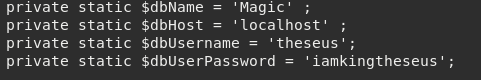 private static $dbName = 'Magic' ;
private static $dbHost = 'localhost' ;
private static $dbUsername = 'theseus';
private static $dbUserPassword = 'iamkingtheseus';